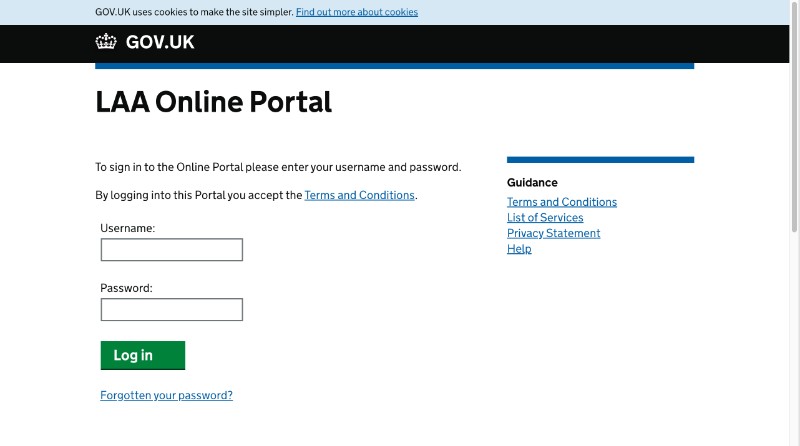 GOV.UK uses cookies to make the site simpler. Find out more about cookies
GOV.UK
LAA Online Portal
To sign in to the Online Portal please enter your username and password.
By logging into this Portal you accept the Terms and Conditions.
Username:
Password:
Log in
Forgotten your password?
Guidance
Terms and Conditions
List of Services
Privacy Statement
Help